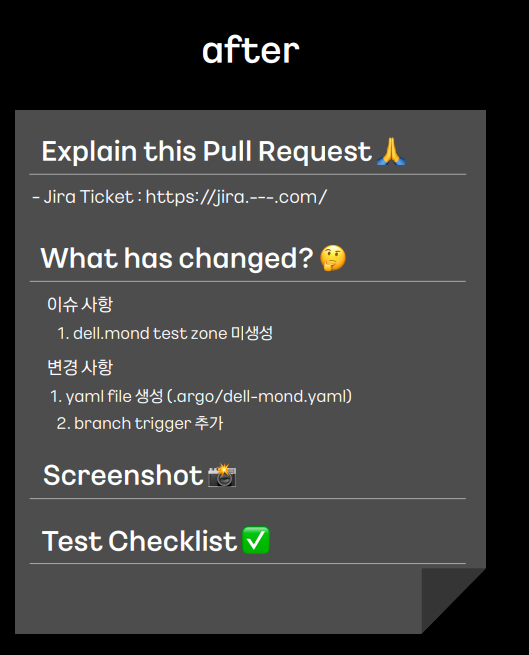 after
Explain this Pull Request🙏
- Jira Ticket : https://jira.---.com/
What has changed? 🤔
이슈 사항
1. dell.mond test zone 미생성
변경 사항
1. yaml file 생성 (.argo/dell-mond.yaml)
2. branch trigger 추가
Screenshot 📸
Test Checklist ✅